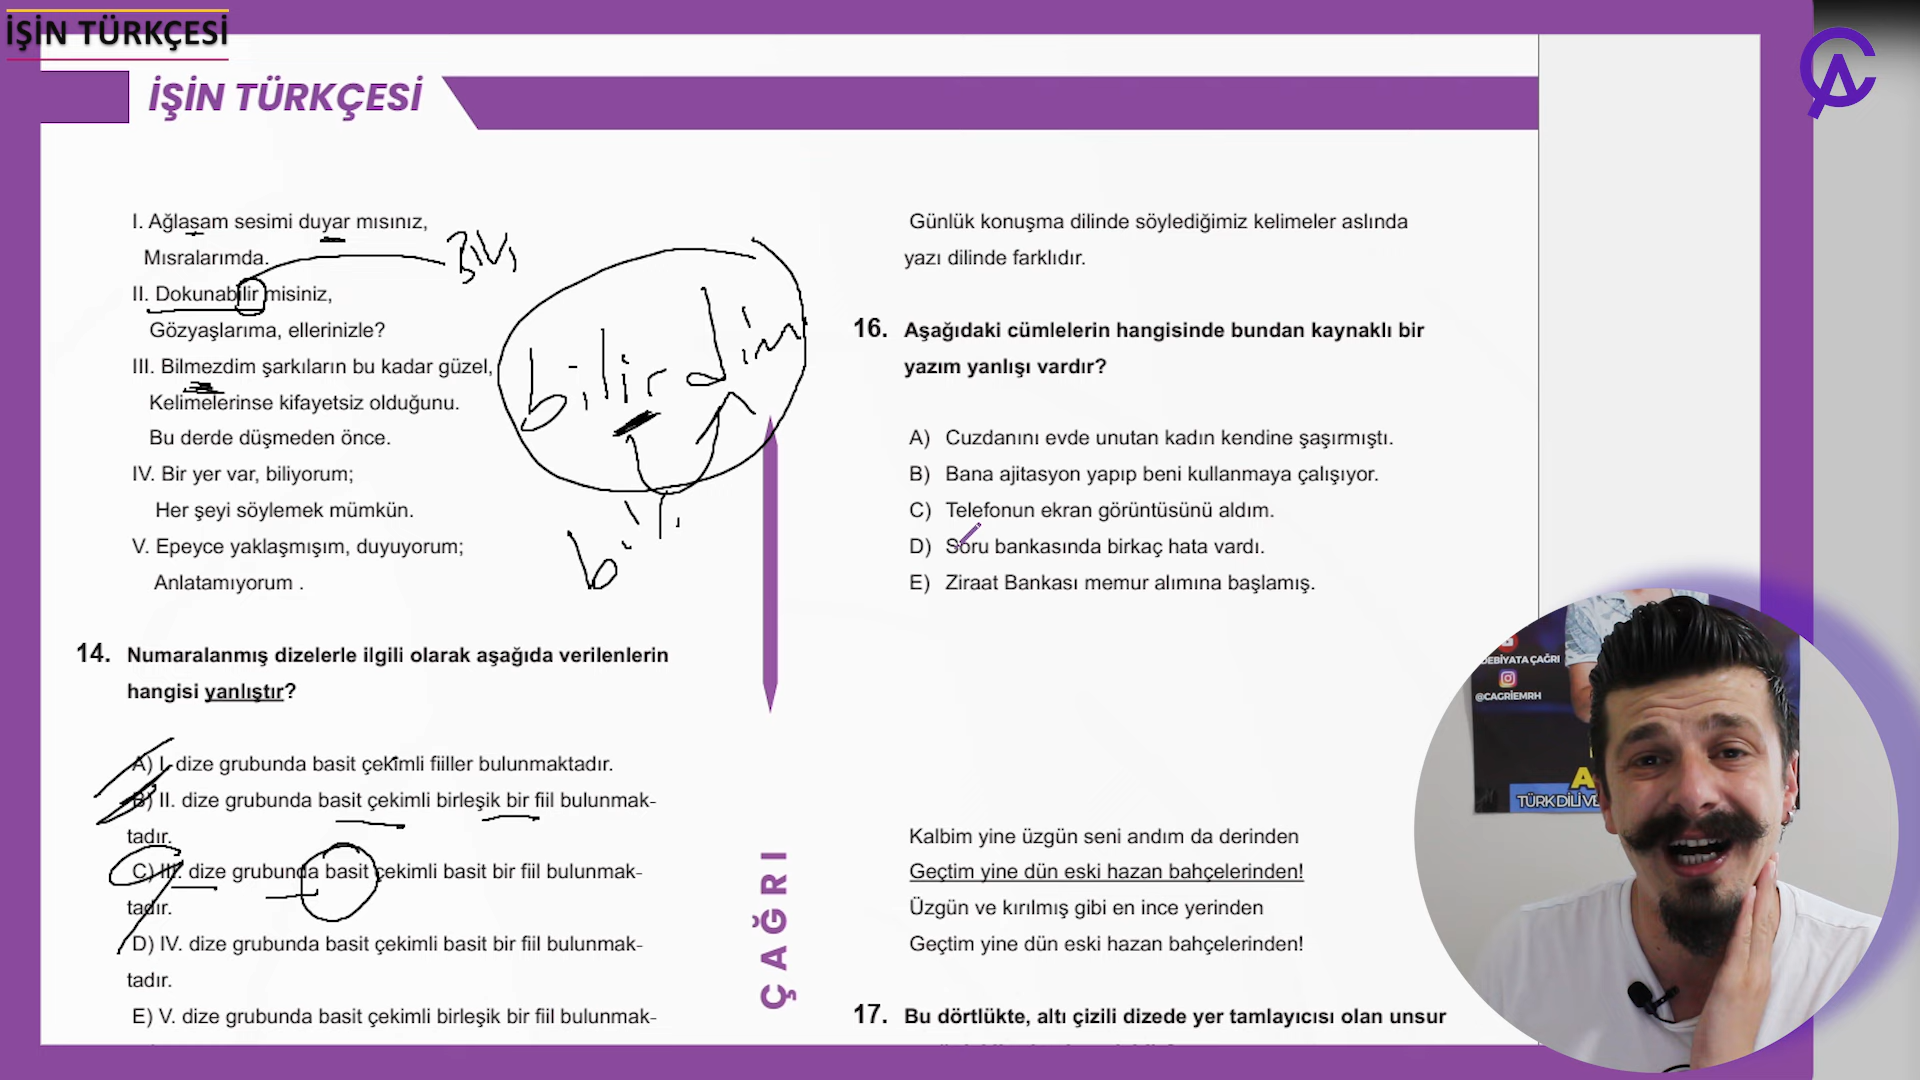 İŞİN TÜRKÇESİ
İŞİN TÜRKÇESİ
I. Ağlaşam sesimi duyar mısınız,
Mısralarımda.
II. Dokunabilir misiniz,
Gözyaşlarıma, ellerinizle?
III. Bilmezdim şarkıların bu kadar güzel,
Kelimelerinse kifayetsiz olduğunu.
Bu derde düşmeden önce.
IV. Bir yer var, biliyorum;
Her şeyi söylemek mümkün.
V. Epeyce yaklaşmışım, duyuyorum;
Anlatamıyorum .
bilirdim
14. Numaralanmış dizelerle ilgili olarak aşağıda verilenlerin
hangisi yanlıştır?
A) I. dize grubunda basit çekimli fiiller bulunmaktadır.
B) II. dize grubunda basit çekimli birleşik bir fiil bulunmak-
tadır.
C) III. dize grubunda basit çekimli basit bir fiil bulunmak-
tadır.
D) IV. dize grubunda basit çekimli basit bir fiil bulunmak-
tadır.
E) V. dize grubunda basit çekimli birleşik bir fiil bulunmak-
ÇAĞRI
Günlük konuşma dilinde söylediğimiz kelimeler aslında
yazı dilinde farklıdır.
16. Aşağıdaki cümlelerin hangisinde bundan kaynaklı bir
yazım yanlışı vardır?
A) Cuzdanını evde unutan kadın kendine şaşırmıştı.
B) Bana ajitasyon yapıp beni kullanmaya çalışıyor.
C) Telefonun ekran görüntüsünü aldım.
D) Soru bankasında birkaç hata vardı.
E) Ziraat Bankası memur alımına başlamış.
Kalbim yine üzgün seni andım da derinden
Geçtim yine dün eski hazan bahçelerinden!
Üzgün ve kırılmış gibi en ince yerinden
Geçtim yine dün eski hazan bahçelerinden!
17. Bu dörtlükte, altı çizili dizede yer tamlayıcısı olan unsur
@CAGRİEMRH
TÜRK DİLİ VE